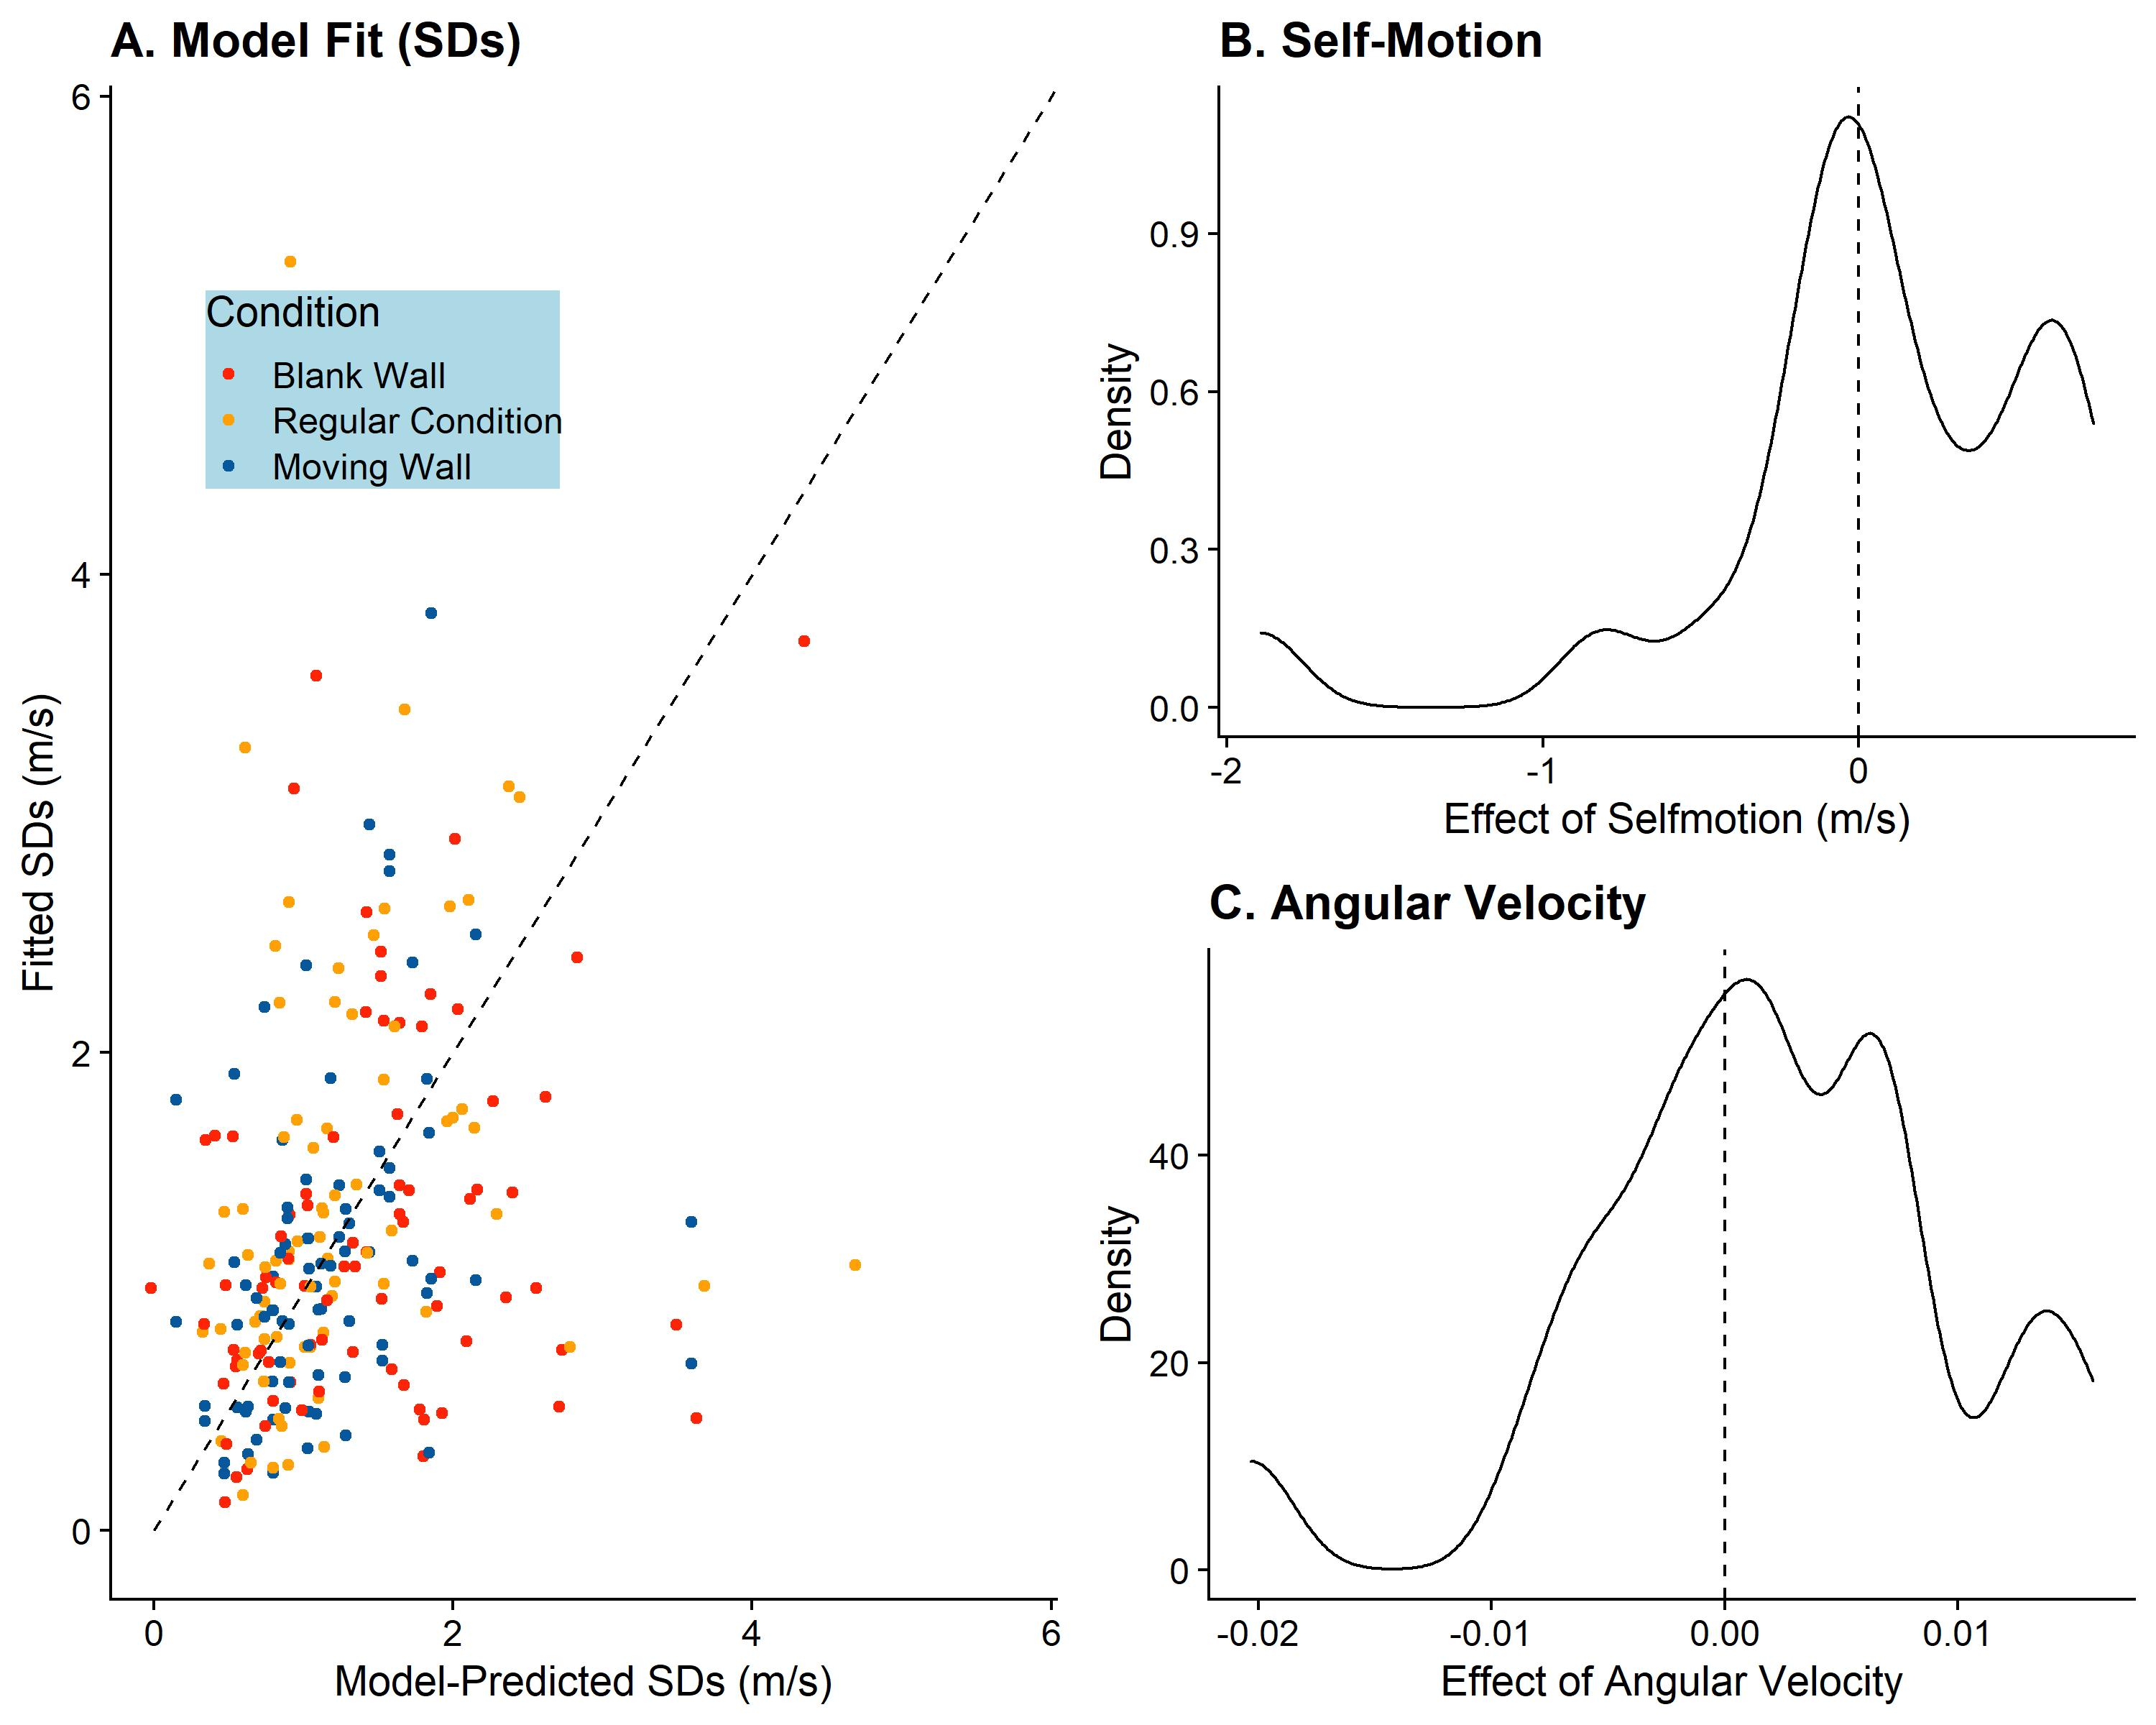 A. Model Fit (SDs)
6
4
2
0
Fitted SDs (m/s)
Condition
Blank Wall
Regular Condition
Moving Wall
0 2 4 6
Model-Predicted SDs (m/s)
B. Self-Motion
0.9
0.6
0.3
0.0
Density
-2 -1 0
Effect of Selfmotion (m/s)
C. Angular Velocity
40
20
0
Density
-0.02 -0.01 0.00 0.01
Effect of Angular Velocity